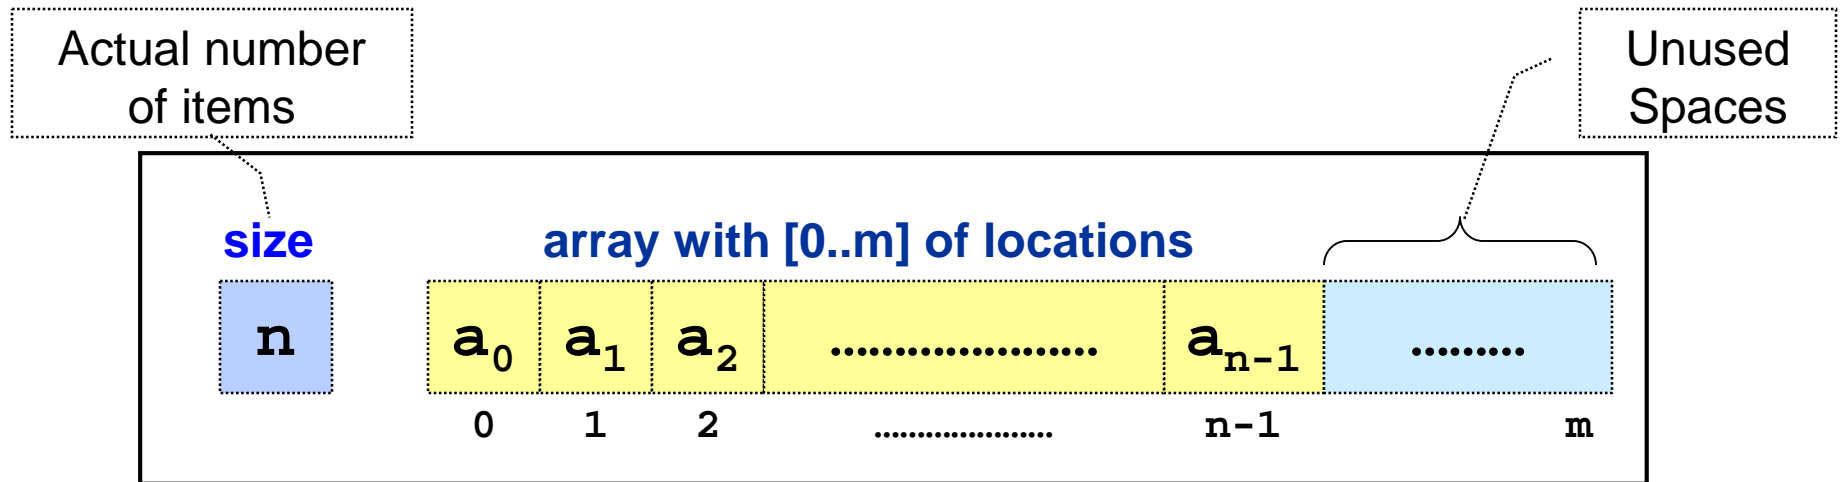 Actual number
of items
Unused
Spaces
size
array with [0..m] of locations
n
a0 a1 a2 ..................... an-1 .........
0 1 2 ..................... n-1 m